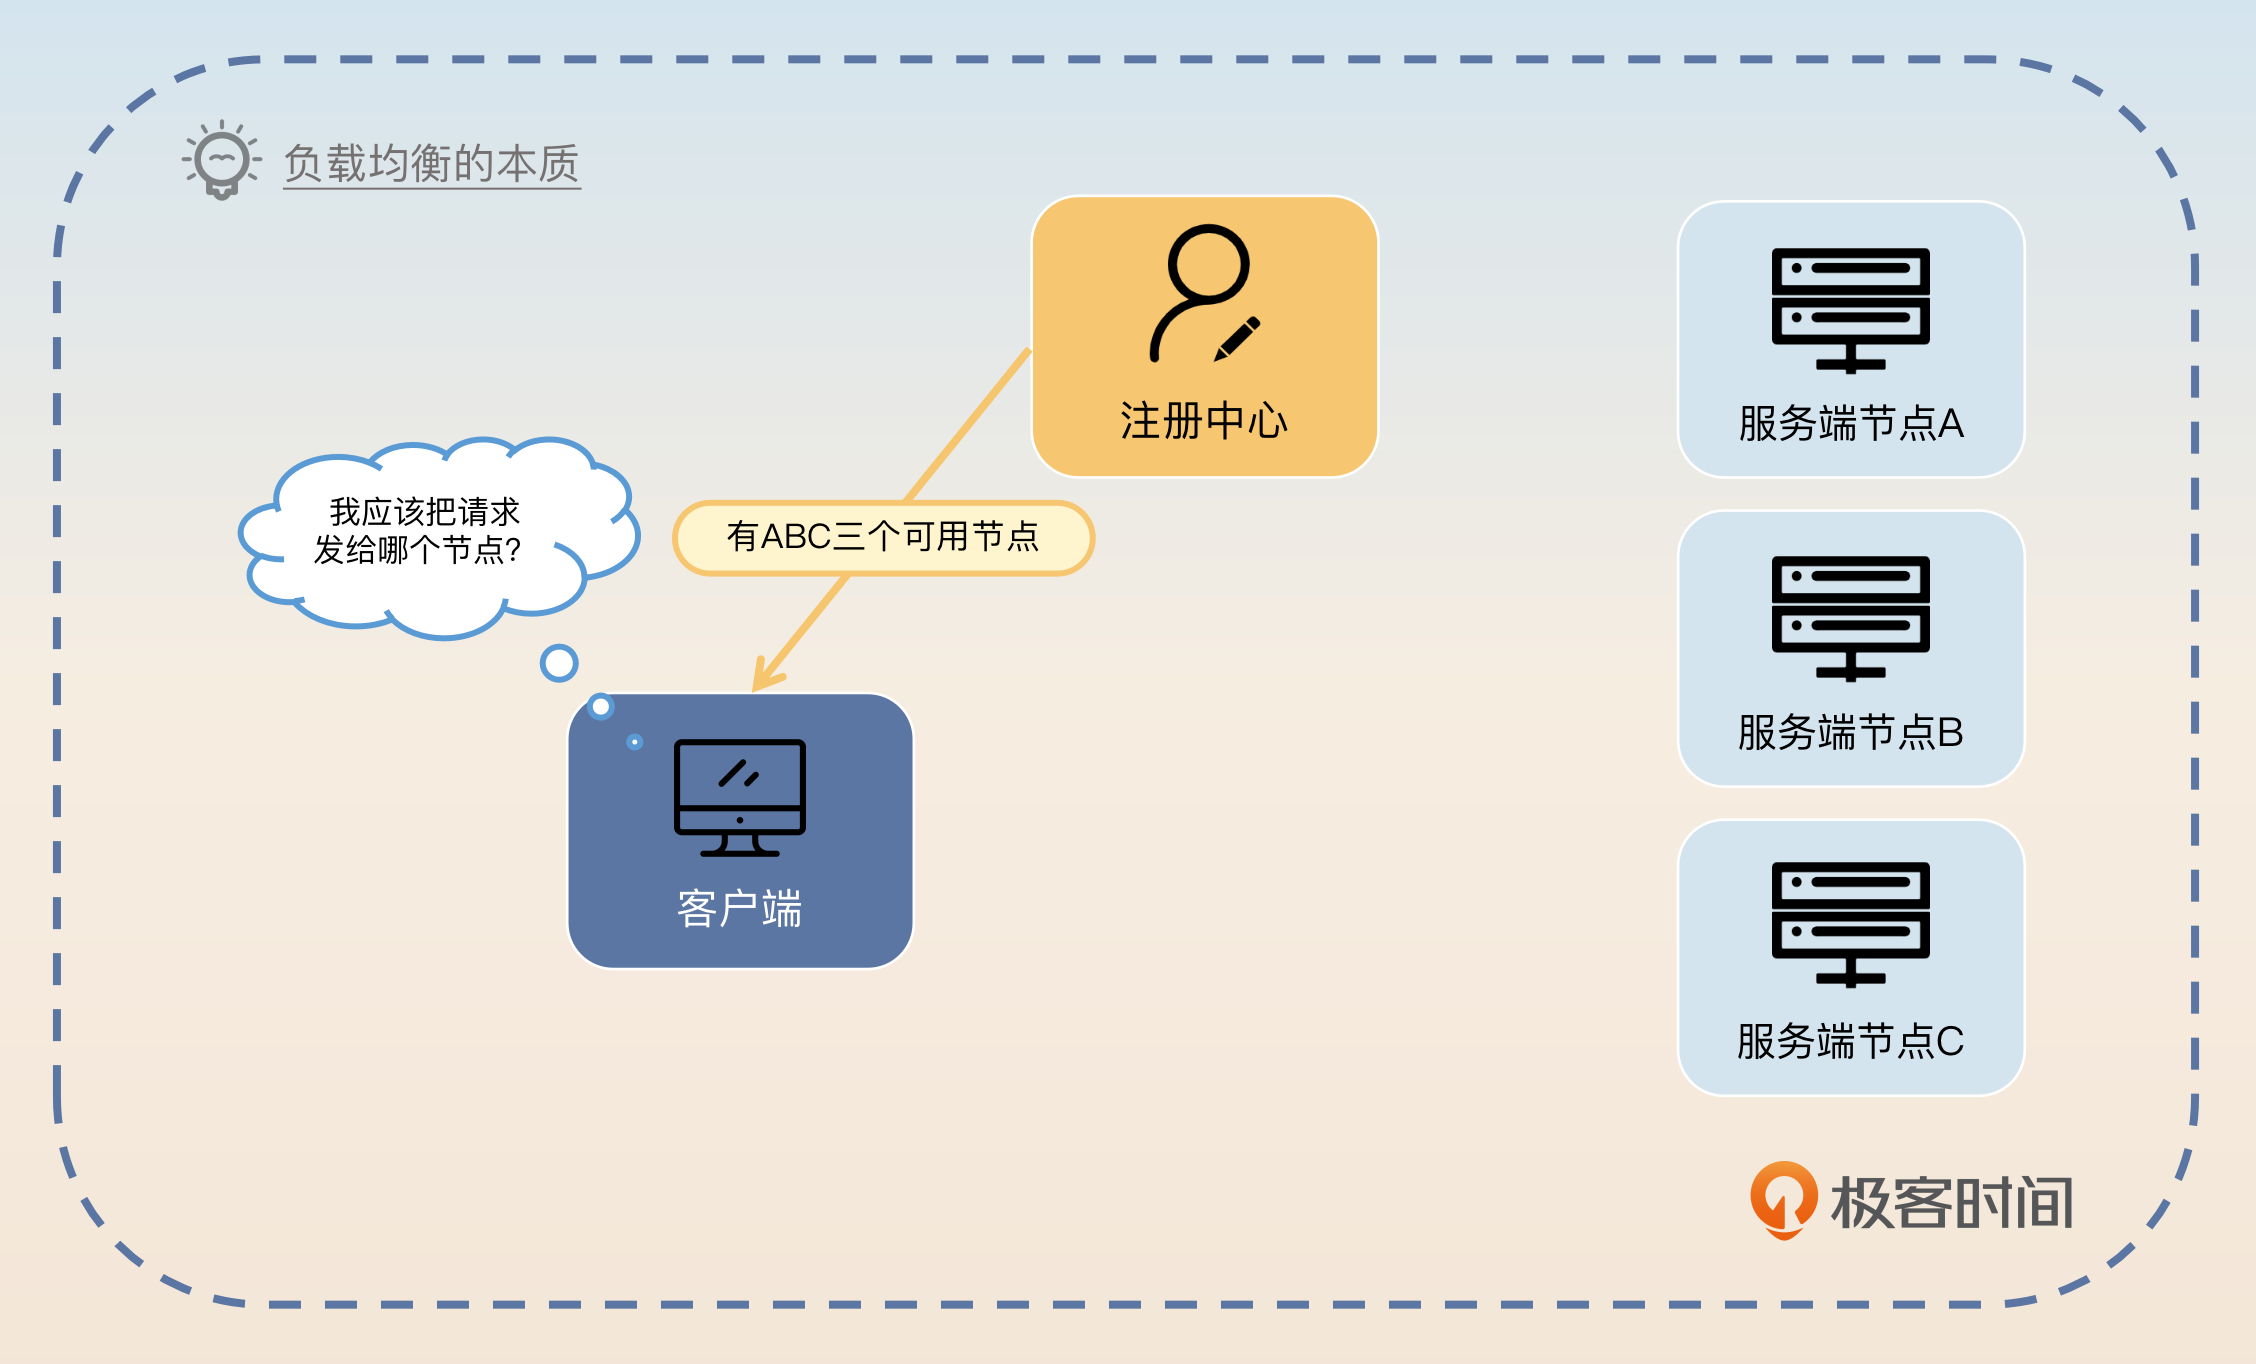 负载均衡的本质
注册中心
服务端节点A
我应该把请求
发给哪个节点？
有ABC三个可用节点
服务端节点B
客户端
服务端节点C
极客时间